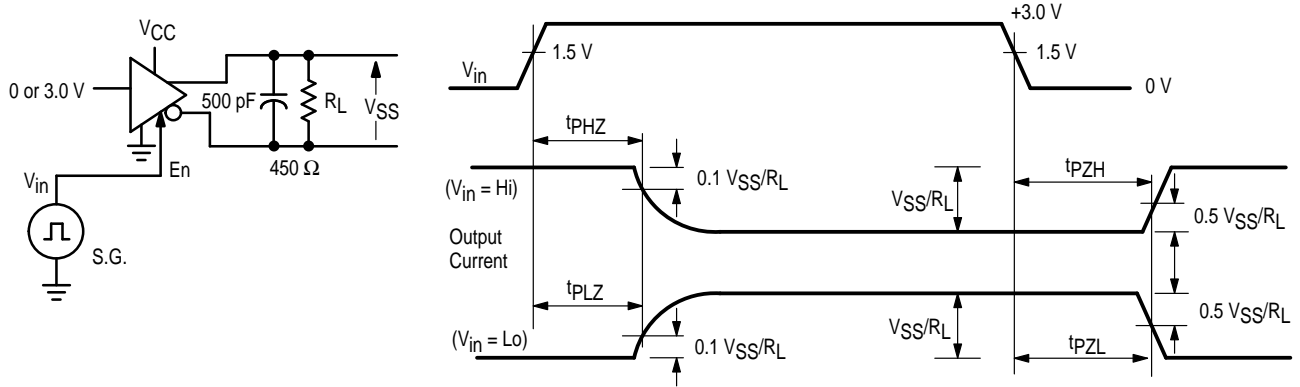 VCC
0 or 3.0 V
500 pF
RL
VSS
450 Ω
En
Vin
S.G.
+3.0 V
1.5 V
1.5 V
Vin
0 V
tPHZ
tPZH
(Vin = Hi)
0.1 VSS/RL
VSS/RL
0.5 VSS/RL
Output
Current
tPLZ
VSS/RL
0.5 VSS/RL
(Vin = Lo)
0.1 VSS/RL
tPZL